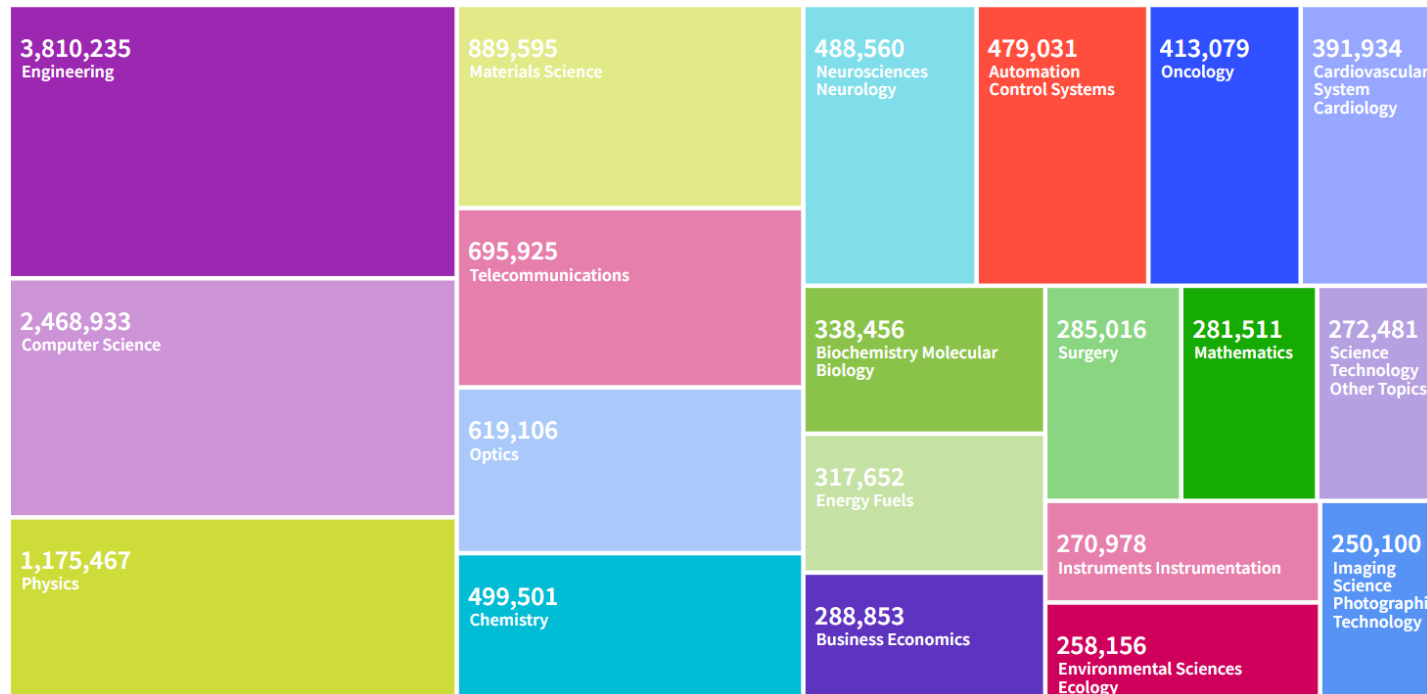 3,810,235
Engineering
2,468,933
Computer Science
1,175,467
Physics
889,595
Materials Science
695,925
Telecommunications
619,106
Optics
499,501
Chemistry
488,560
Neurosciences
Neurology
479,031
Automation
Control Systems
413,079
Oncology
391,934
Cardiovascular
System
Cardiology
338,456
Biochemistry Molecular
Biology
317,652
Energy Fuels
288,853
Business Economics
285,016
Surgery
281,511
Mathematics
272,481
Science
Technology
Other Topics
270,978
Instruments Instrumentation
258,156
Environmental Sciences
Ecology
250,100
Imaging
Science
Photographi
Technology